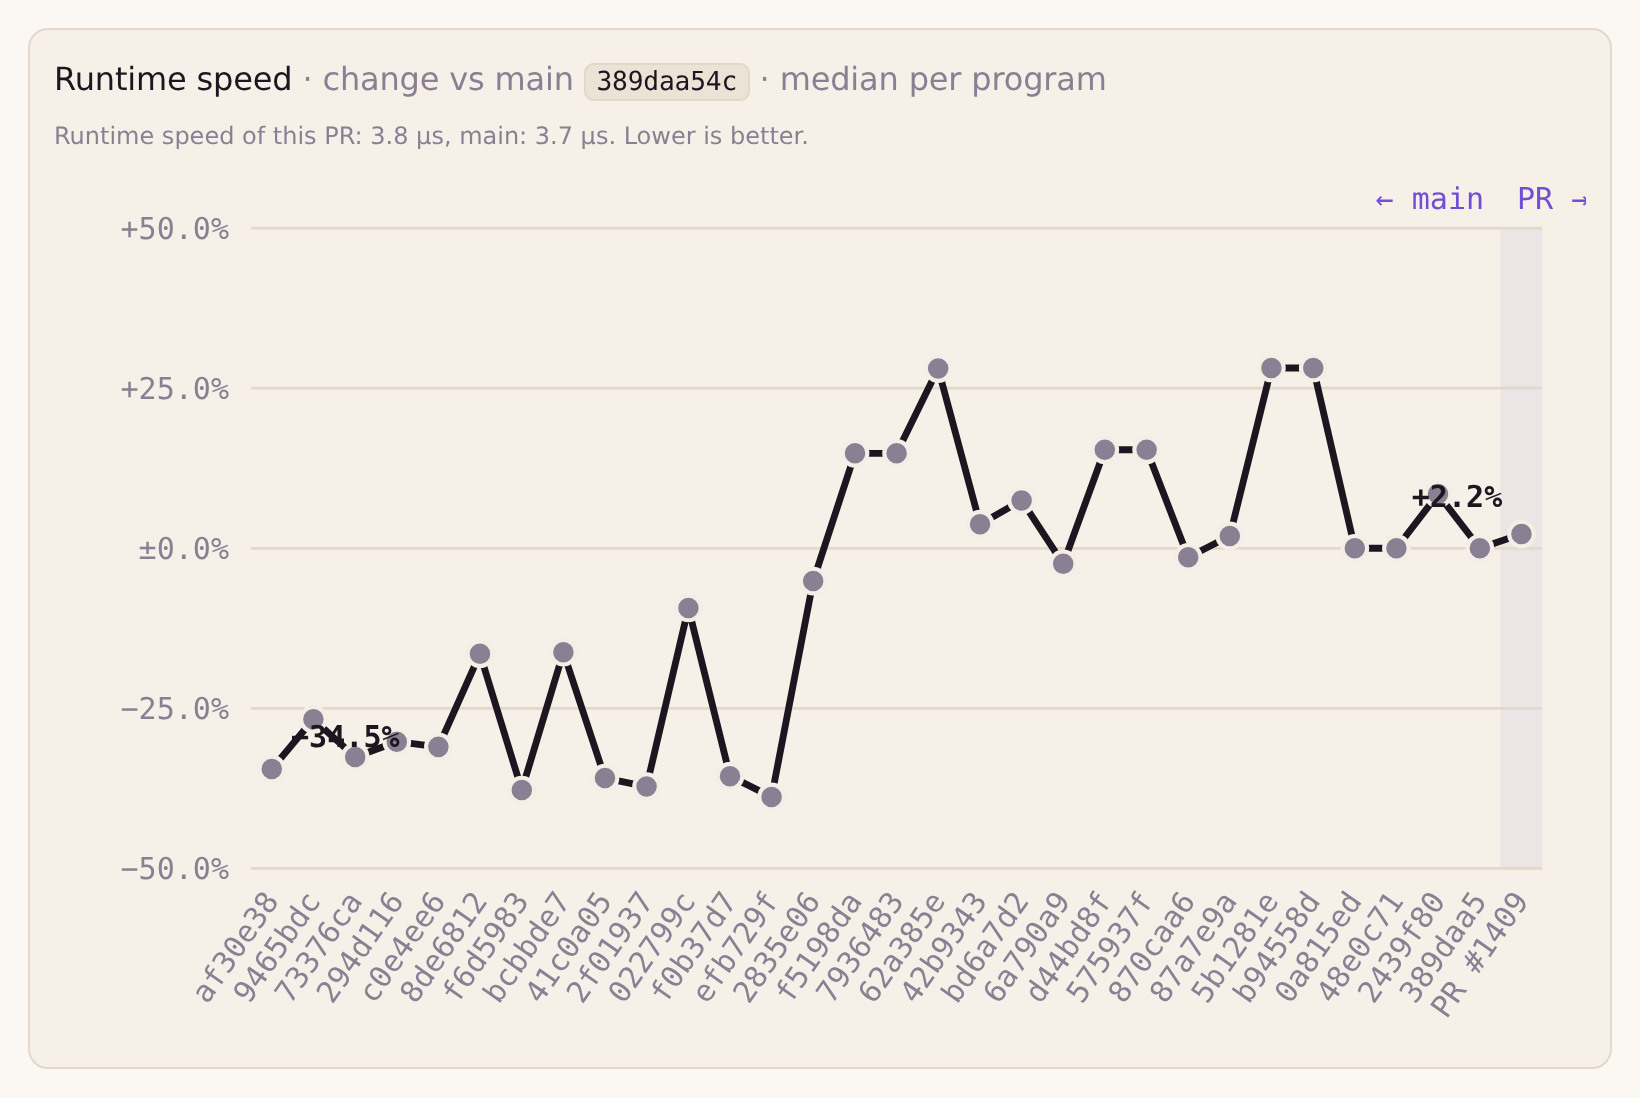 Runtime speed · change vs main 389daa54c · median per program
Runtime speed of this PR: 3.8 µs, main: 3.7 µs. Lower is better.
← main PR →
+50.0%
+25.0%
±0.0%
−25.0%
−50.0%
−34.5%
+2.2%
af30e38
9465bdc
73376ca
294d116
c0e4ee6
8de6812
f6d5983
bcbbde7
41c0a05
2f01937
022799c
f0b37d7
efb729f
2835e06
f5198da
7936483
62a385e
42b9343
bd6a7d2
6a790a9
d44bd8f
575937f
870caa6
87a7e9a
5b1281e
b94558d
0a815ed
48e0c71
2439f80
389daa5
PR #1409